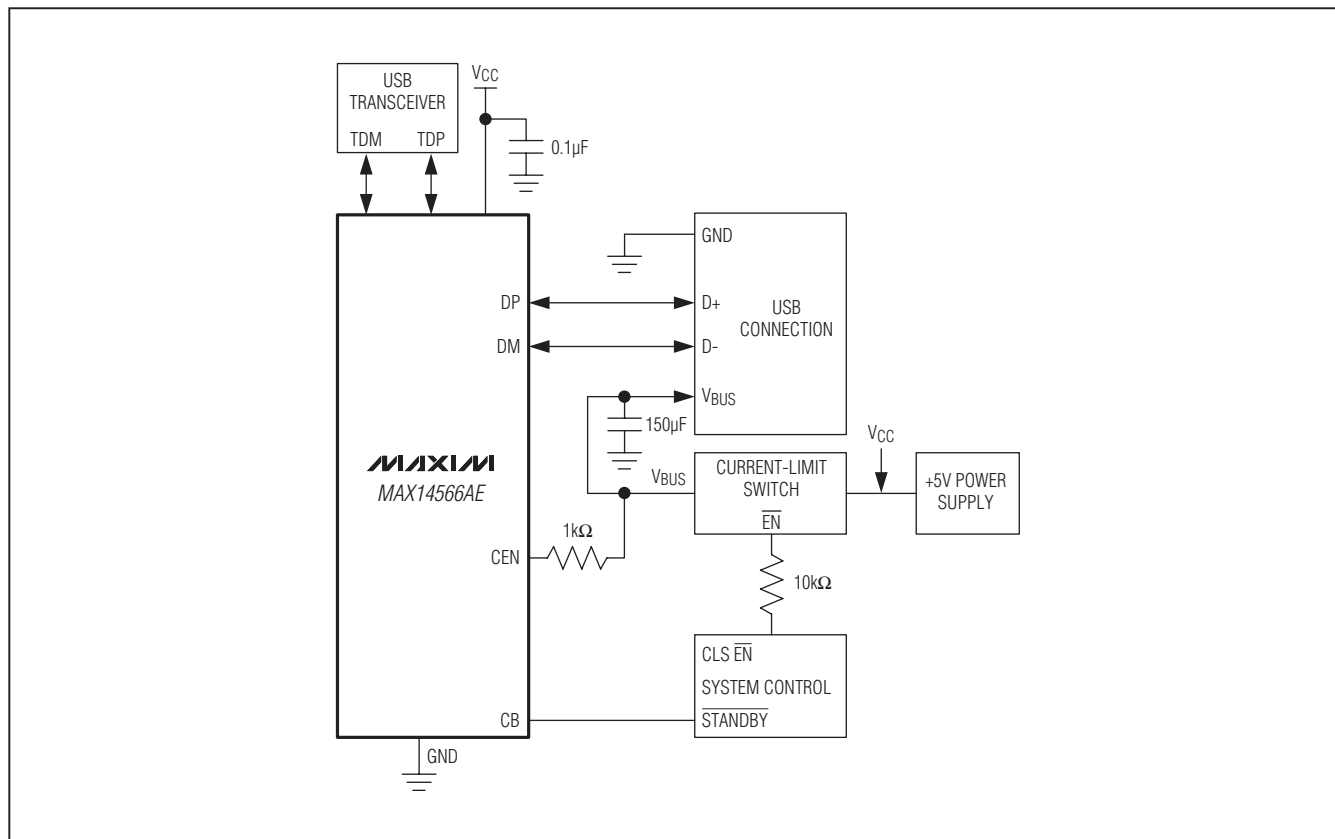 USB
TRANSCEIVER
TDM TDP
VCC
0.1µF
GND
DP
D+
USB
CONNECTION
DM
D-
VBUS
150µF
MAXIM
MAX14566AE
VBUS
CURRENT-LIMIT
SWITCH
EN
VCC
+5V POWER
SUPPLY
1kΩ
CEN
10kΩ
CLS EN
SYSTEM CONTROL
STANDBY
CB
GND